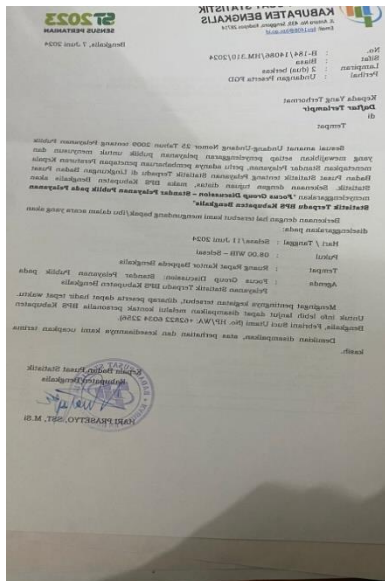 PUSAT STATISTIK
KABUPATEN BENGKALIS
ST2023
SENSUS PERTANIAN
Bengkalis, 7 Juni 2024
No. : B-184/14086/HM.310/2024
Sifat : Biasa
Lampiran : 2 (dua) berkas
Perihal : Undangan Peserta FGD
Kepada Yang Terhormat
Daftar Terlampir
di
Tempat
Sesuai amanat Undang-Undang Nomor 25 Tahun 2009 tentang Pelayanan Publik
yang mewajibkan setiap penyelenggaran pelayanan publik untuk menyusun dan
menetapkan Standar Pelayanan, perlu adanya pembaharuan penetapan Peraturan Kepala
Badan Pusat Statistik tentang Pelayanan Statistik Terpadu di Lingkungan Badan Pusat
Statistik. Sekenaan dengan tujuan diatas, maka BPS Kabupaten Bengkalis akan
menyelenggarakan "Focus Group Discussion - Standar Pelayanan Publik pada Pelayanan
Statistik Terpadu BPS Kabupaten Bengkalis"
Berkenaan dengan hal tersebut kami mengundang bapak/ibu dalam acara yang akan
diselenggarakan pada:
Hari / Tanggal : Selasa/ 11 Juni 2024
Pukul : 08.00 WIB – Selesai
Tempat : Ruang Rapat Kantor Bappeda Bengkalis
Agenda : Focus Group Discussion: Standar Pelayanan Publik pada
Pelayanan Statistik Terpadu BPS Kabupaten Bengkalis
Mengingat pentingnya kegiatan tersebut, diharap peserta dapat hadir tepat waktu.
Untuk info lebih lanjut dapat disampaikan melalui kontak personalia BPS Kabupaten
Bengkalis, Febriani Suci Utami (No. HP/WA: +62822 6034 2256).
Demikian disampaikan, atas perhatian dan kesediaannya kami ucapkan terima
kasih.
Kepala Badan Pusat Statistik
Kabupaten Bengkalis
HARI PRASETYO, SST., M.Si